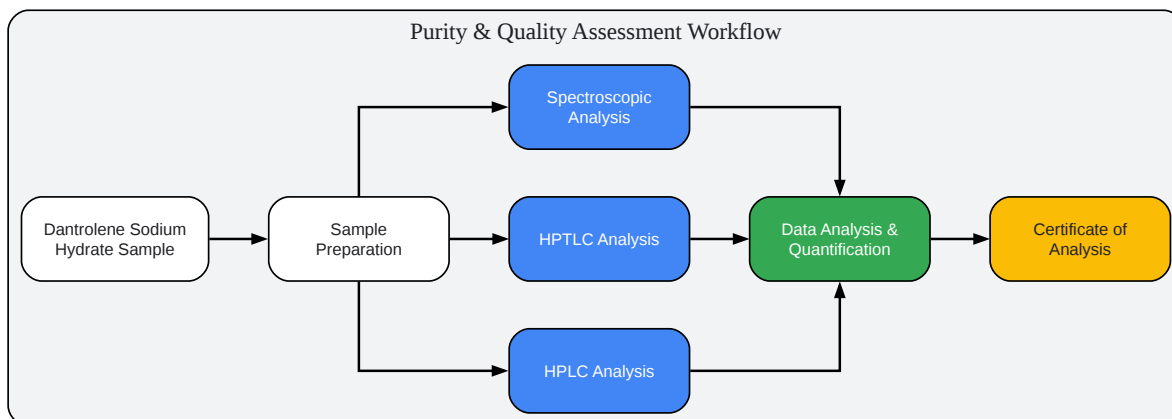 Purity & Quality Assessment Workflow
Spectroscopic
Analysis
Dantrolene Sodium
Hydrate Sample
Sample
Preparation
HPTLC Analysis
Data Analysis &
Quantification
Certificate of
Analysis
HPLC Analysis